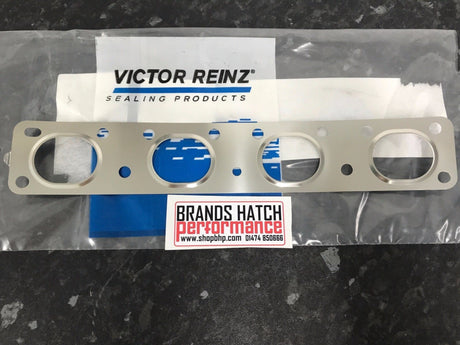 VICTOR REINZ®
SEALING PRODUCTS
BRANDS HATCH
performance
www.shopbhp.com 01474 850666